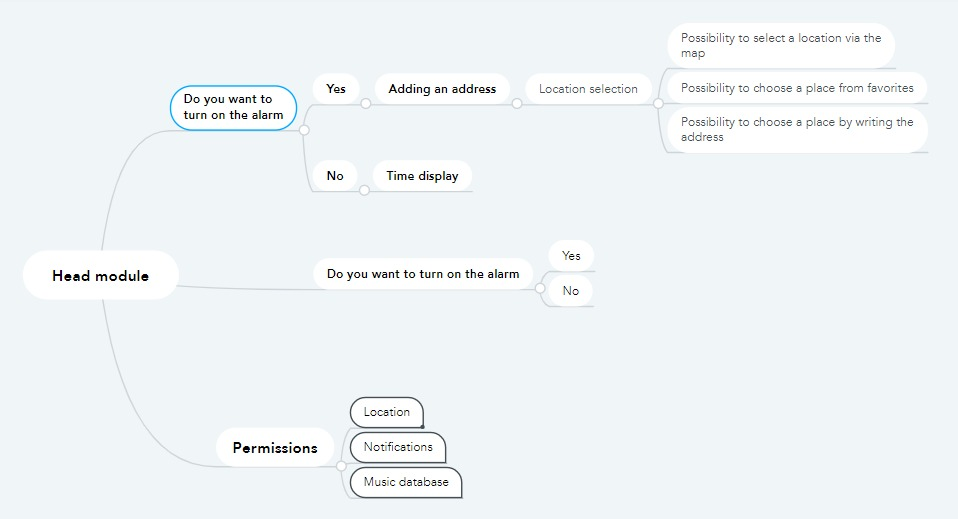 Possibility to select a location via the
map
Do you want to
turn on the alarm
Yes
Adding an address
Location selection
Possibility to choose a place from favorites
Possibility to choose a place by writing the
address
No
Time display
Head module
Do you want to turn on the alarm
Yes
No
Permissions
Location
Notifications
Music database